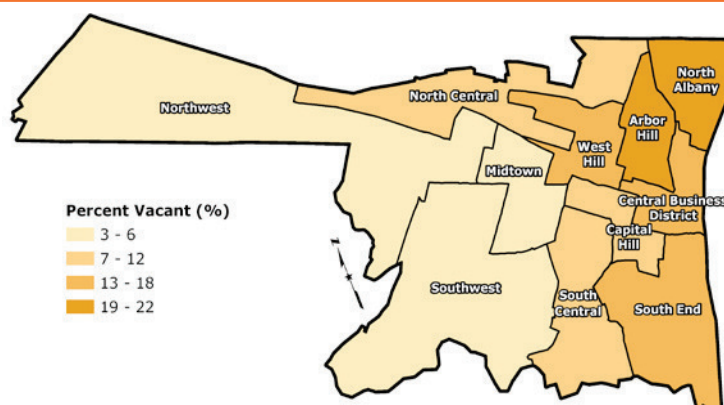 North
Albany
Northwest
North Central
Arbor
Hill
West
Hill
Midtown
Central Business
District
Capital
Hill
Percent Vacant (%)
3 - 6
7 - 12
13 - 18
19 - 22
N
Southwest
South
Central
South End